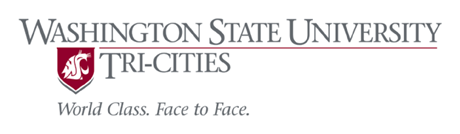 WASHINGTON STATE UNIVERSITY
TRI-CITIES
World Class. Face to Face.